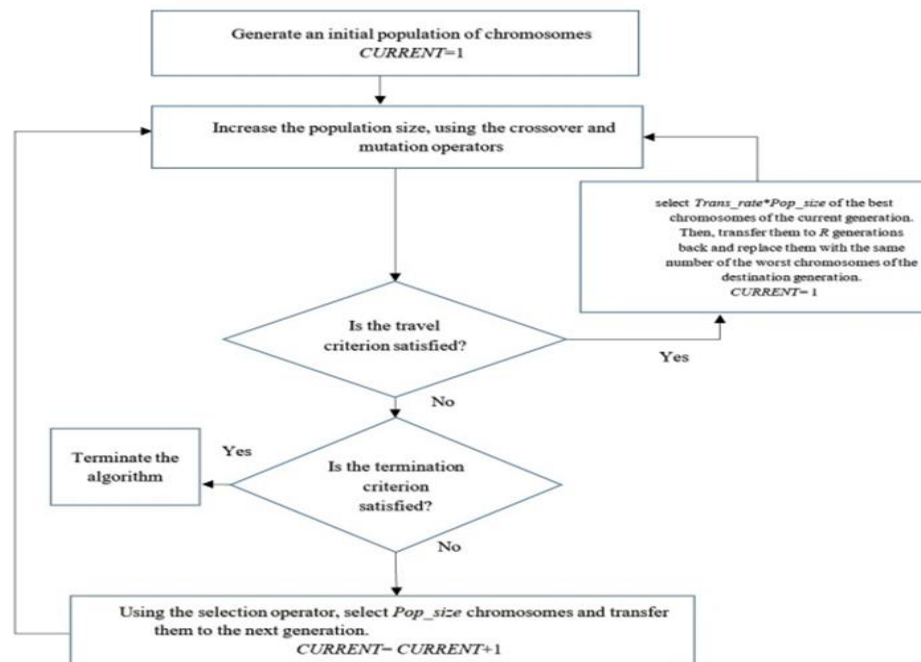 Generate an initial population of chromosomes
CURRENT=1
Increase the population size, using the crossover and
mutation operators
select Trans_rate*Pop_size of the best
chromosomes of the current generation.
Then, transfer them to R generations
back and replace them with the same
number of the worst chromosomes of the
destination generation.
CURRENT= 1
Is the travel
criterion satisfied?
Yes
No
Is the termination
criterion
satisfied?
Yes
Terminate the
algorithm
No
Using the selection operator, select Pop_size chromosomes and transfer
them to the next generation.
CURRENT= CURRENT+1